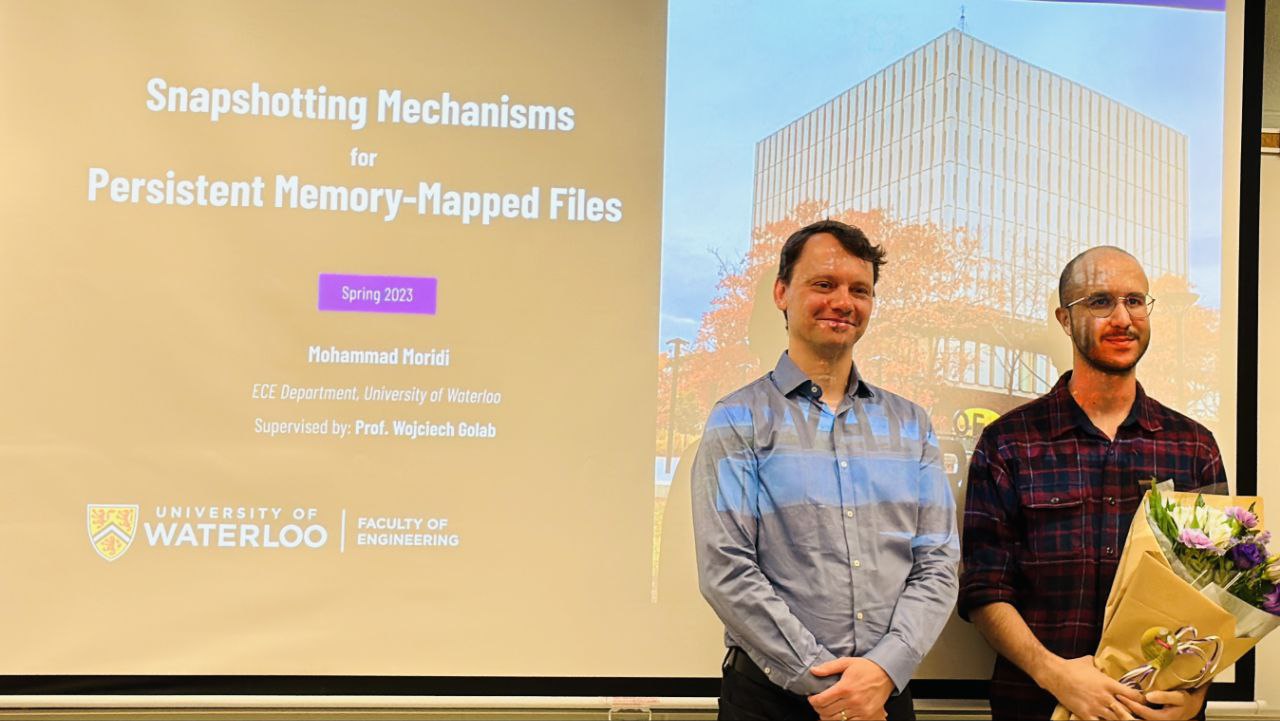 Snapshotting Mechanisms
for
Persistent Memory-Mapped Files
Spring 2023
Mohammad Moridi
ECE Department, University of Waterloo
Supervised by: Prof. Wojciech Golab
UNIVERSITY OF
WATERLOO
FACULTY OF
ENGINEERING